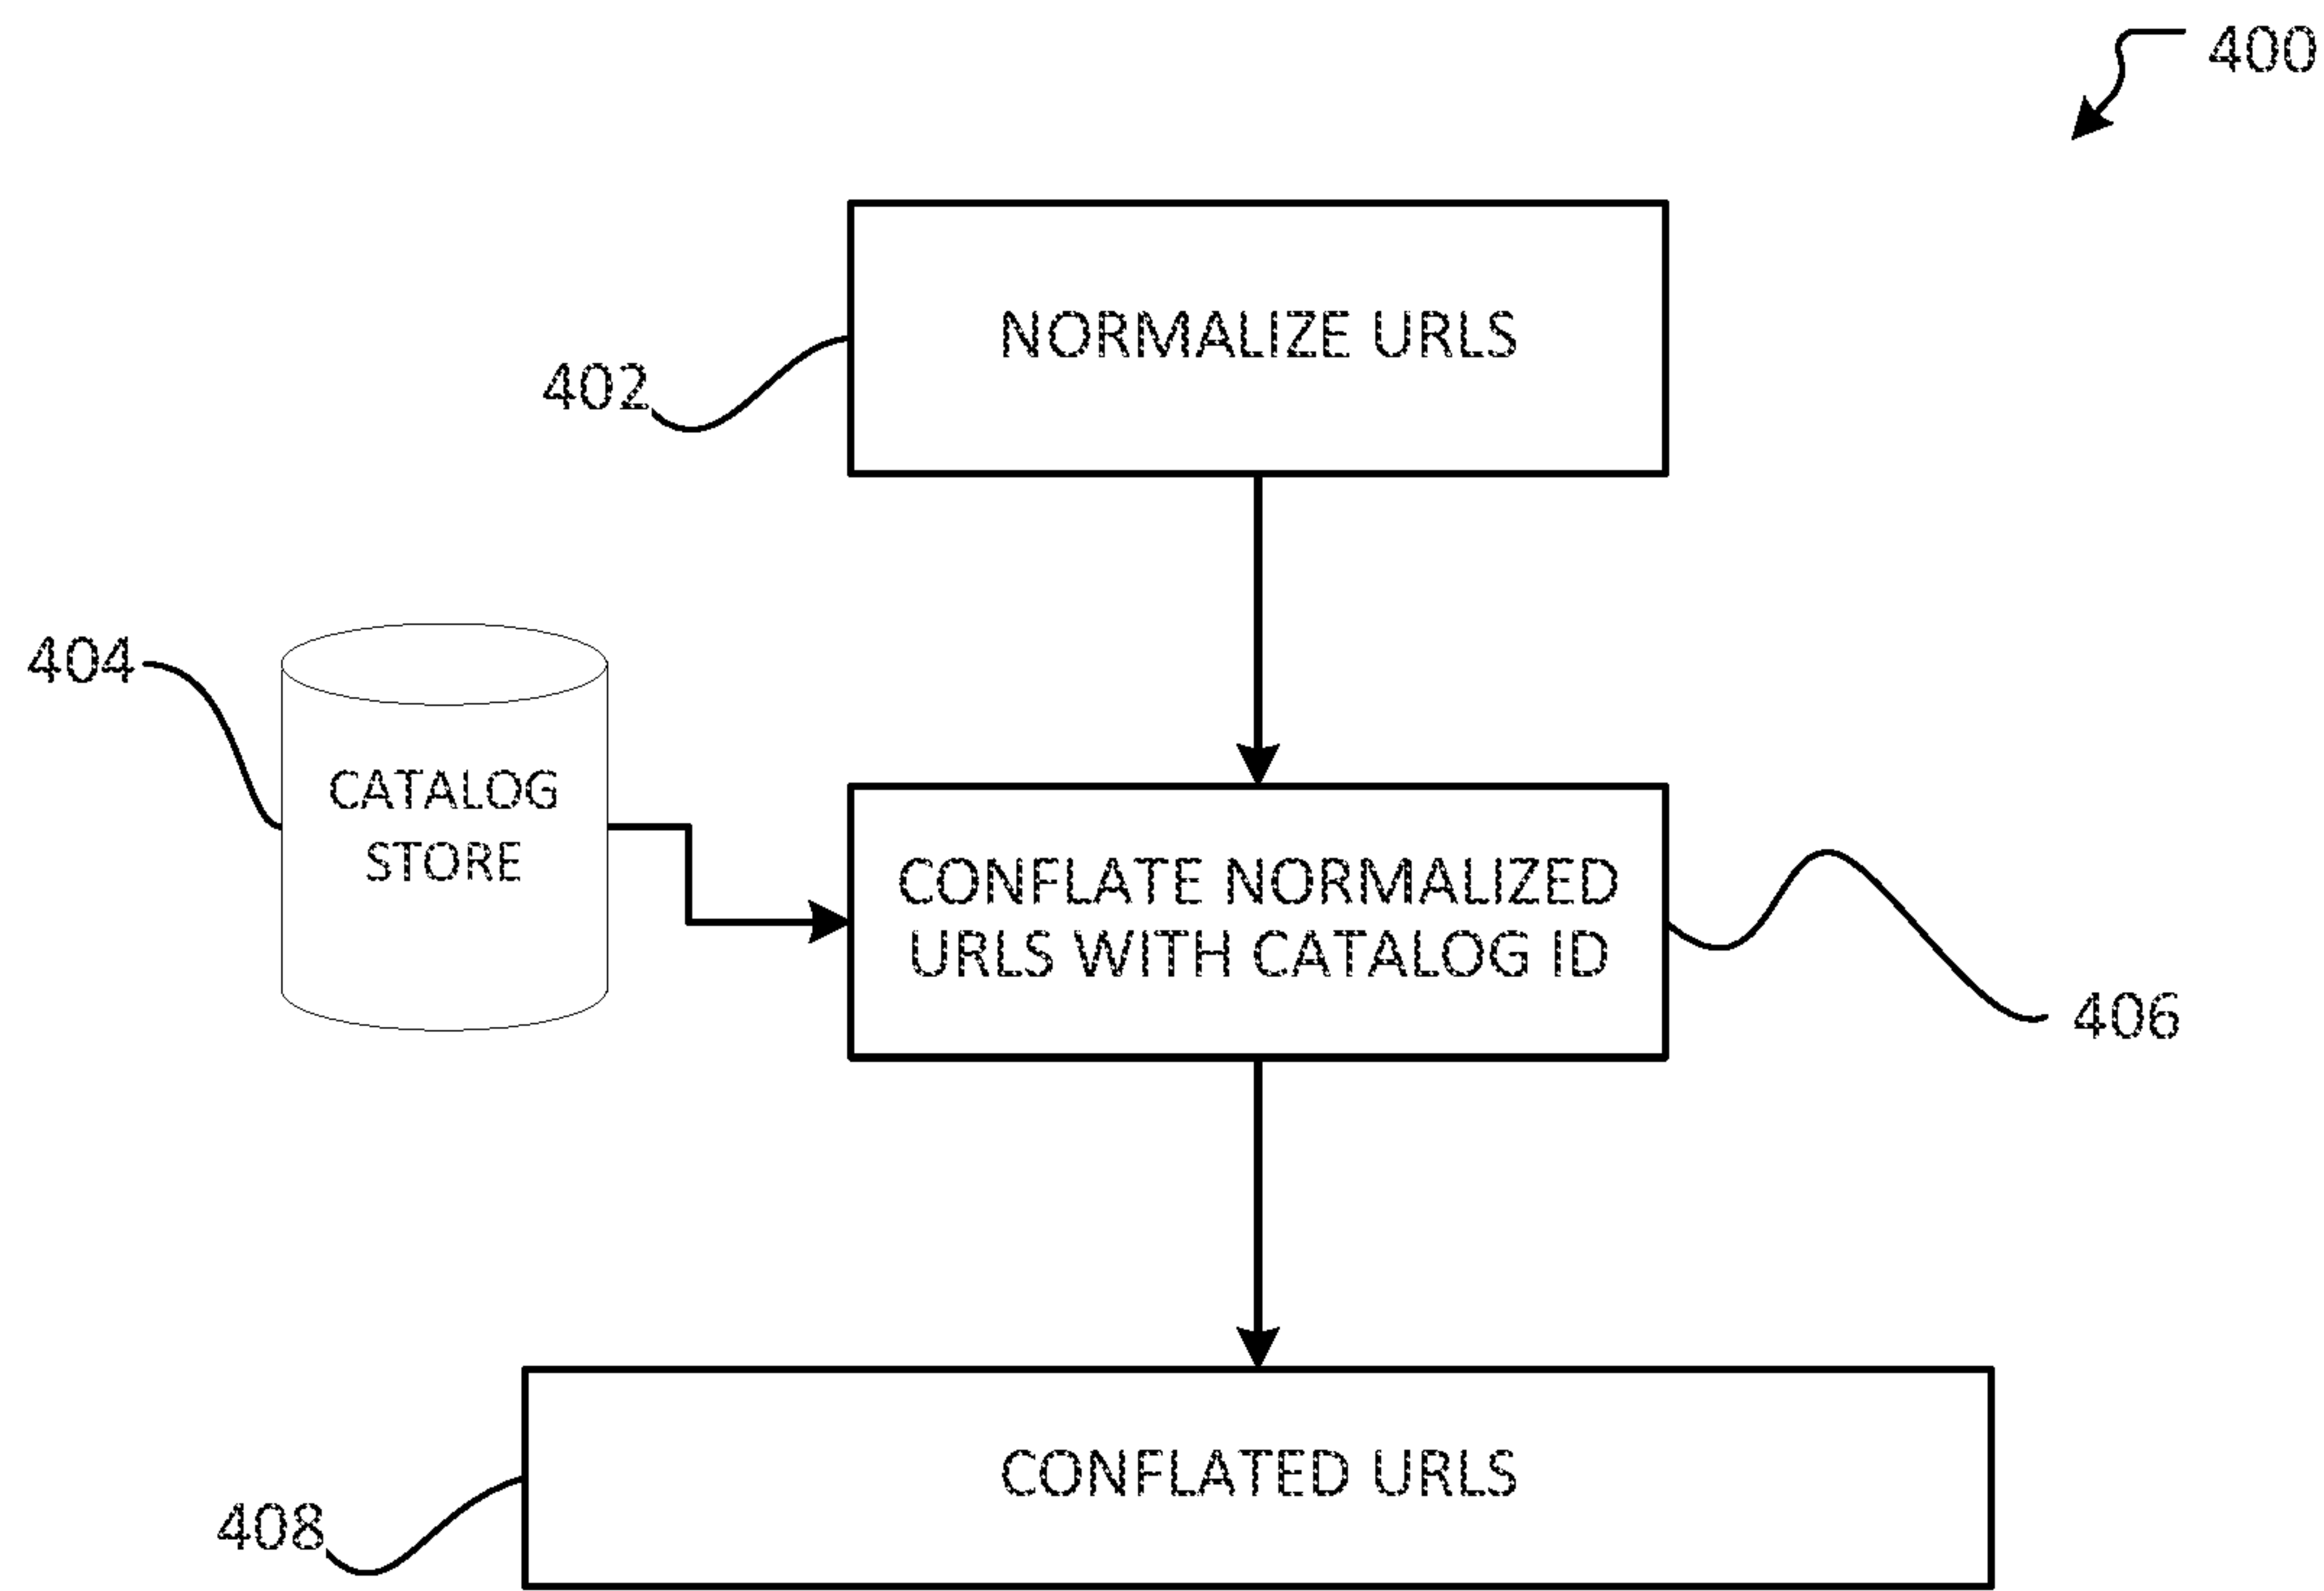 400
NORMALIZE URLS
402
404
CATALOG
STORE
CONFLATE NORMALIZED
URLS WITH CATALOG ID
406
CONFLATED URLS
408